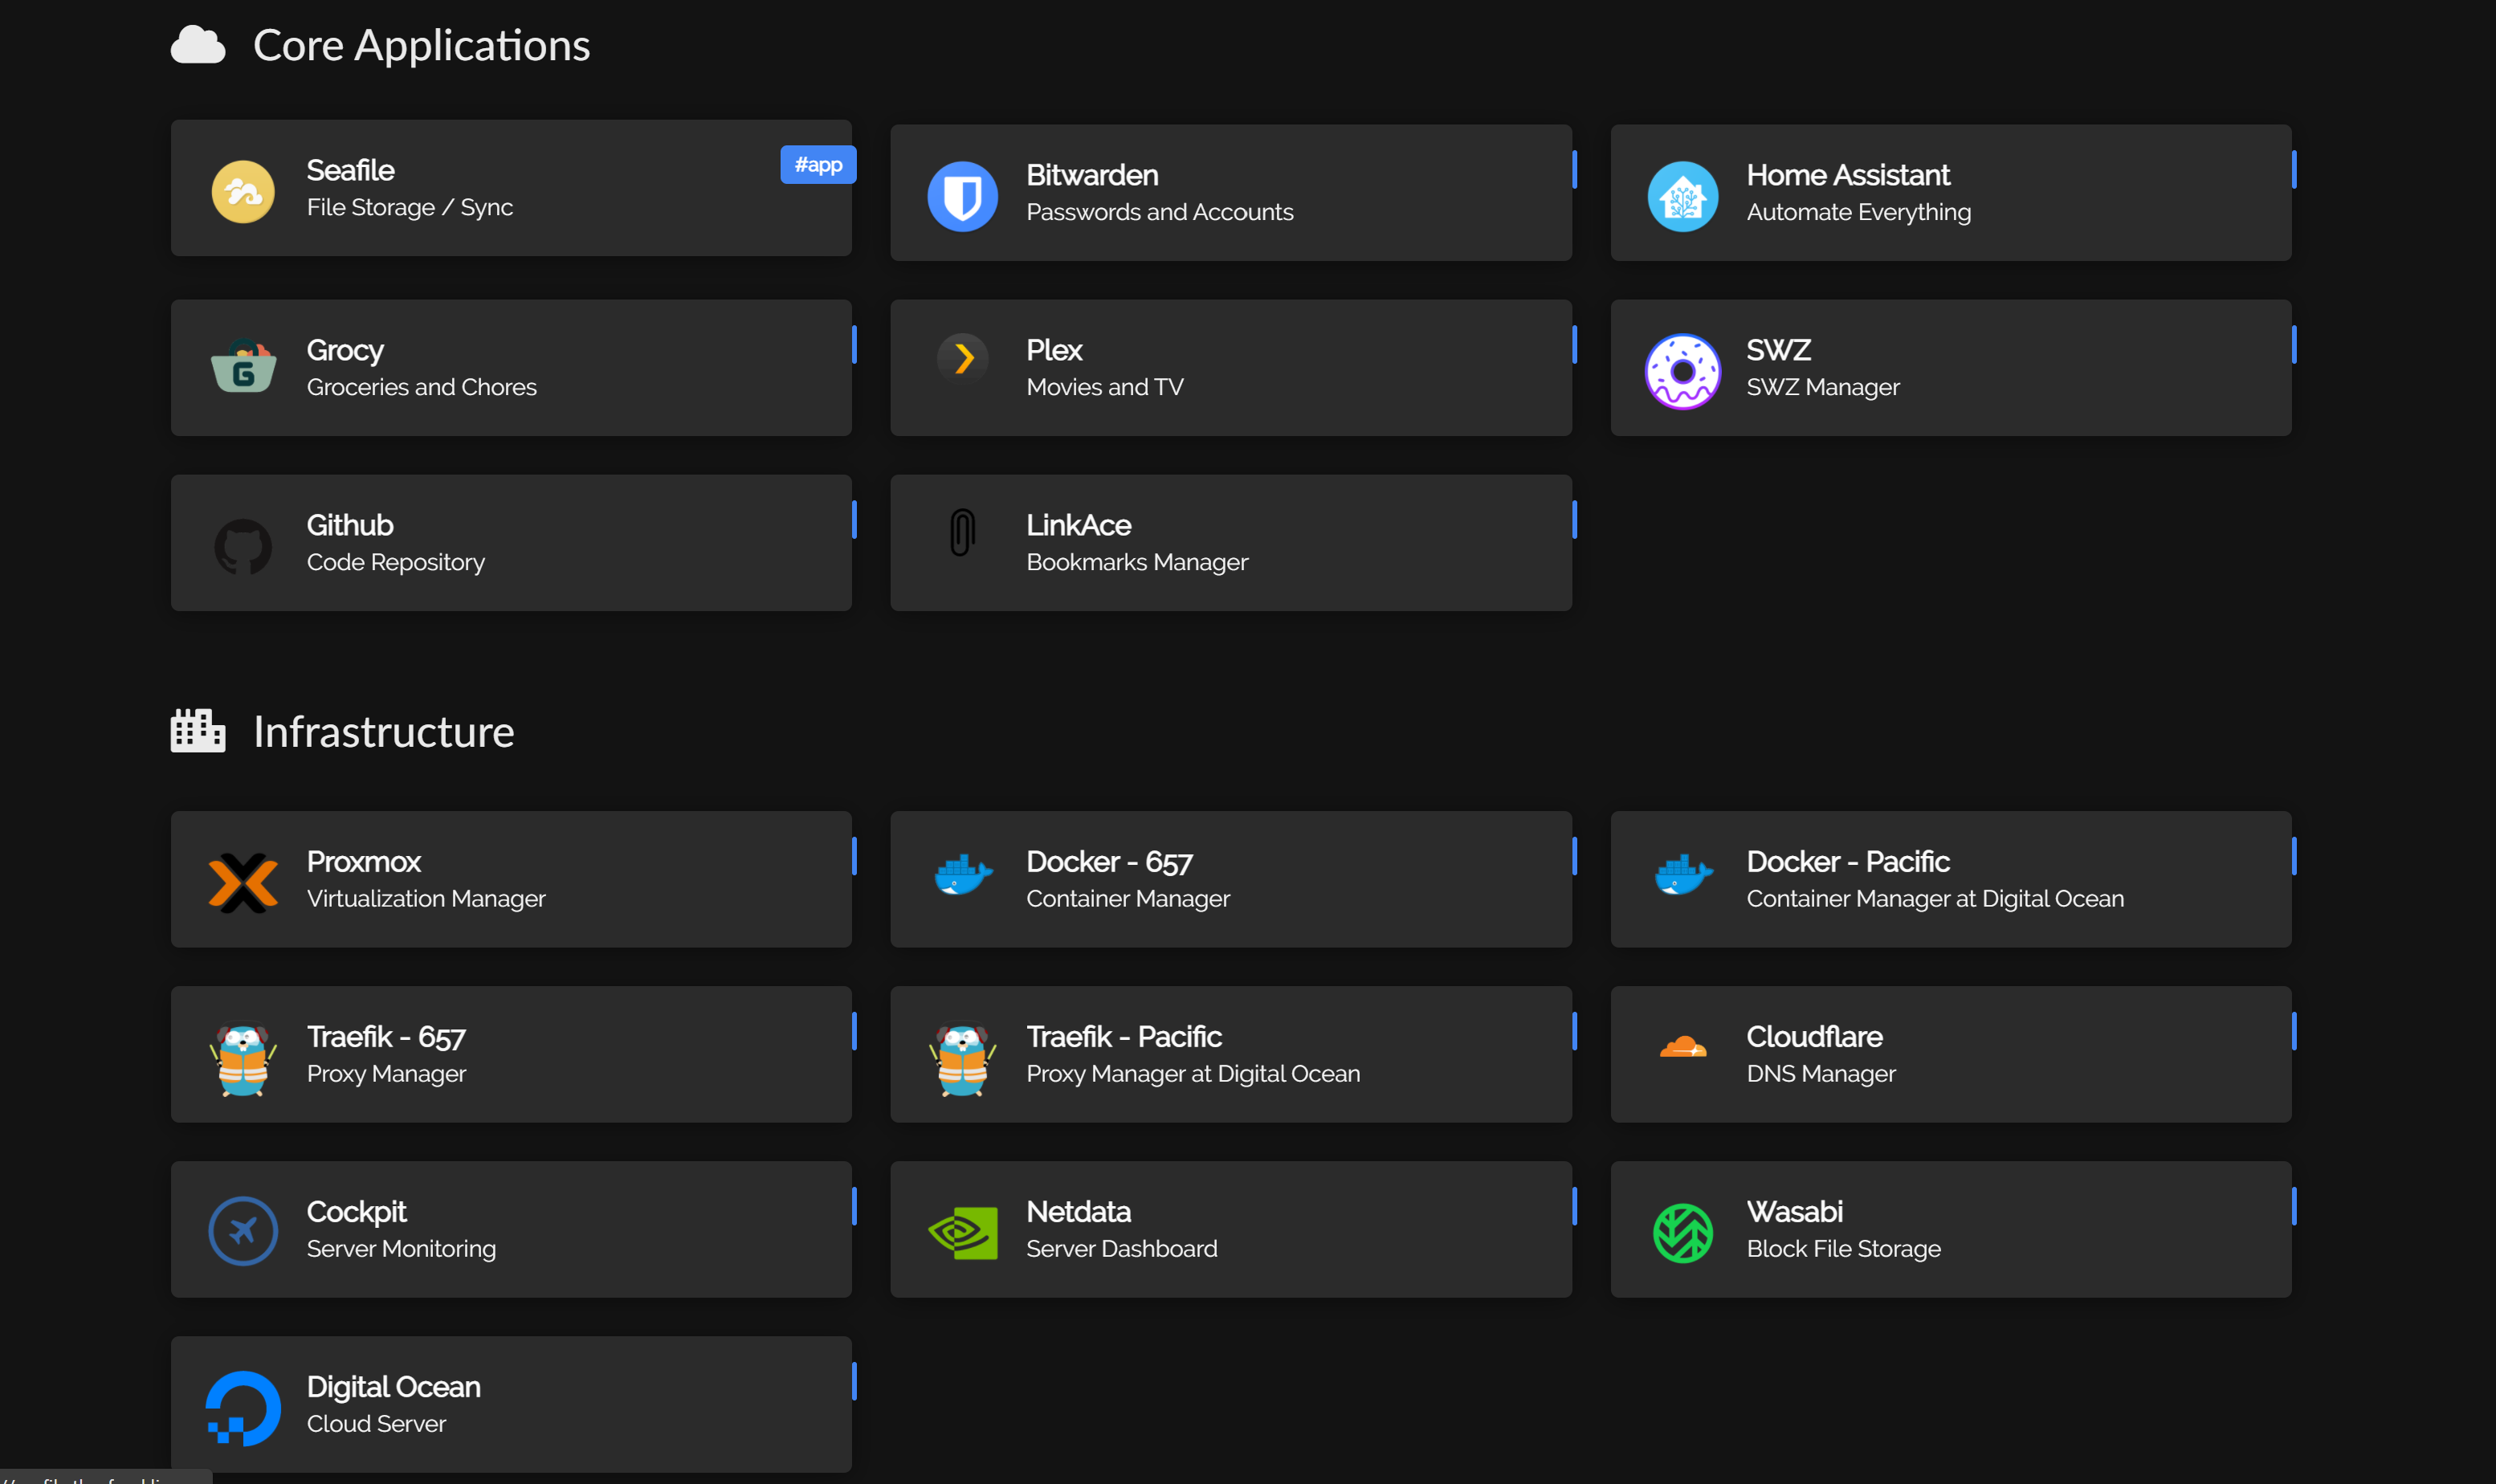 Core Applications
Seafile
File Storage / Sync
#app
Bitwarden
Passwords and Accounts
Home Assistant
Automate Everything
G
Grocy
Groceries and Chores
Plex
Movies and TV
SWZ
SWZ Manager
Github
Code Repository
LinkAce
Bookmarks Manager
Infrastructure
Proxmox
Virtualization Manager
Docker - 657
Container Manager
Docker - Pacific
Container Manager at Digital Ocean
Traefik - 657
Proxy Manager
Traefik - Pacific
Proxy Manager at Digital Ocean
Cloudflare
DNS Manager
Cockpit
Server Monitoring
Netdata
Server Dashboard
Wasabi
Block File Storage
Digital Ocean
Cloud Server